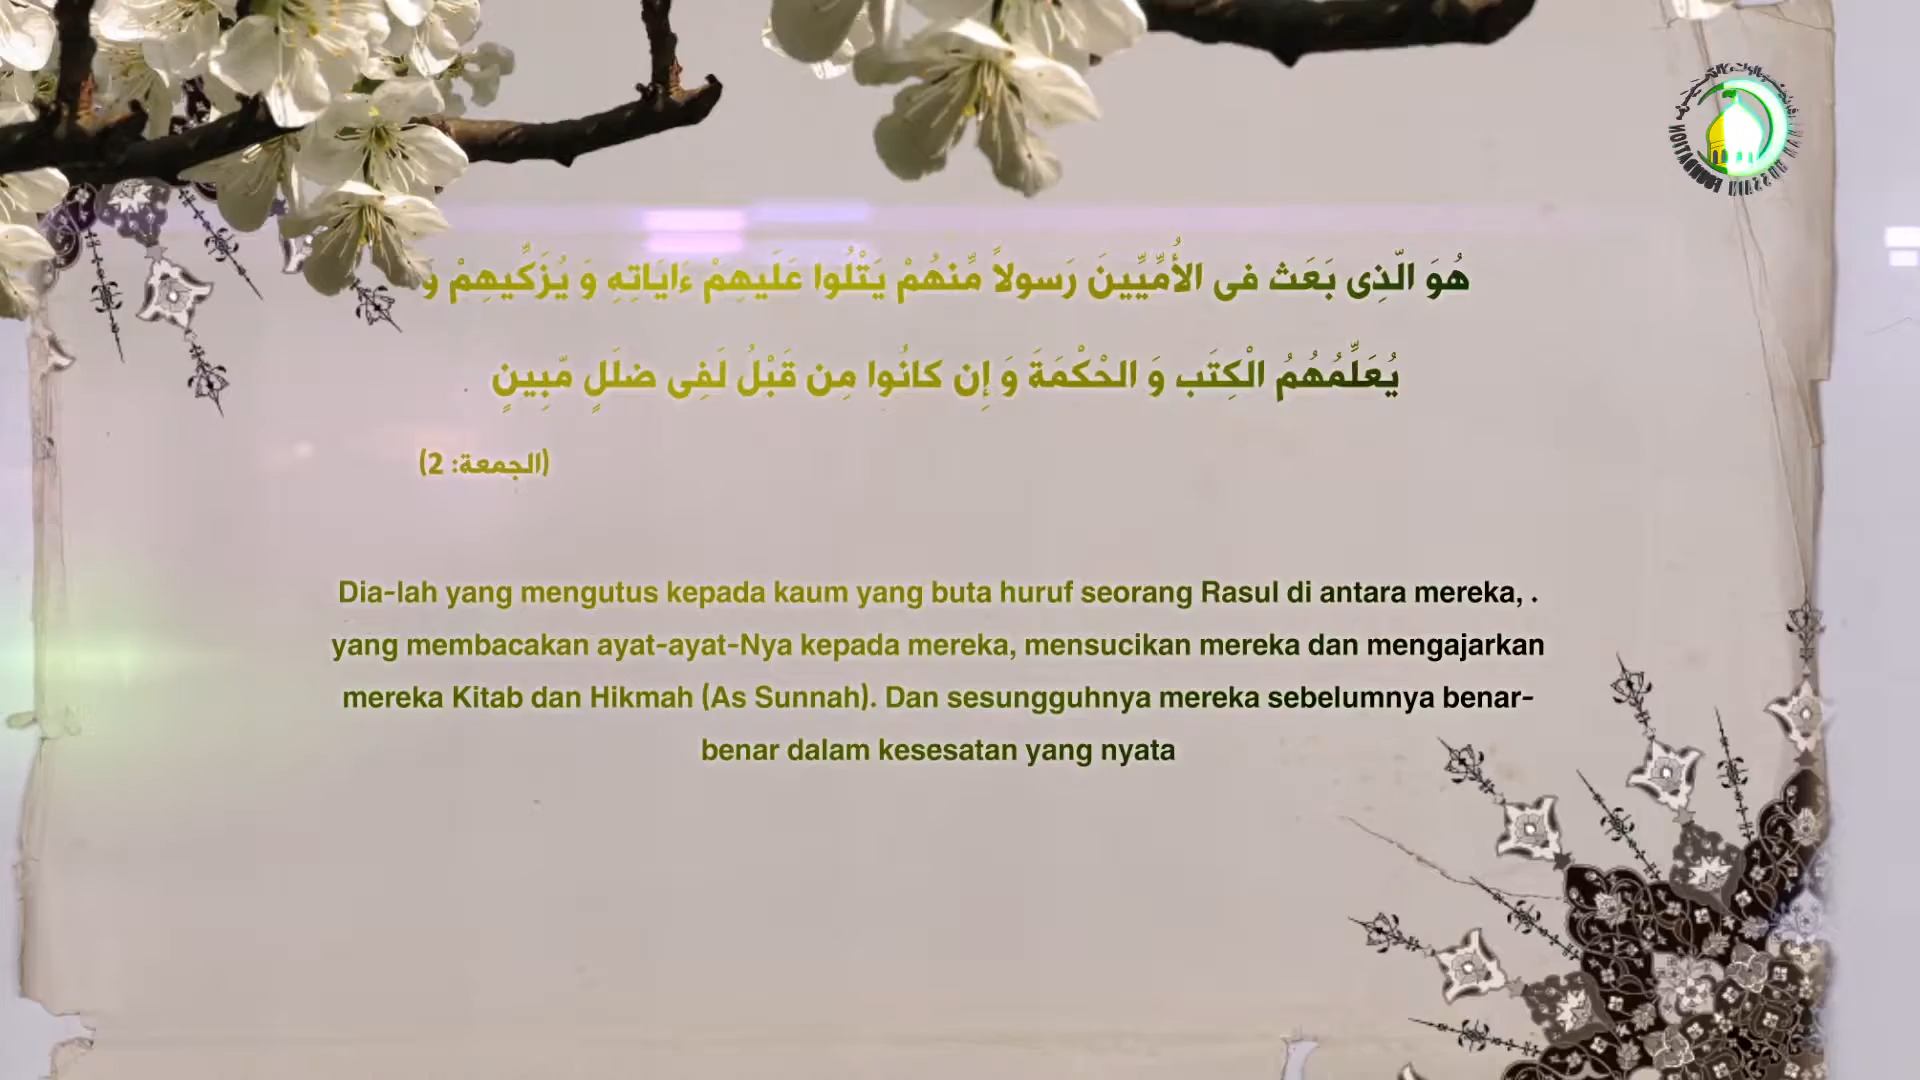 هُوَ الّذِى بَعَث فى الأُمِّيِّينَ رَسولاً مِّنهُمْ يَتْلُوا عَلَيهِمْ ءَايَاتِهِ وَ يُزَكِّيهِمْ وَ
يُعَلِّمُهُمُ الْكِتَب وَ الحْكْمَةَ وَ إِن كانُوا مِن قَبْلُ لَفِى ضلَلٍ مّبِينٍ
(الجمعة: 2)
Dia-lah yang mengutus kepada kaum yang buta huruf seorang Rasul di antara mereka, .
yang membacakan ayat-ayat-Nya kepada mereka, mensucikan mereka dan mengajarkan
mereka Kitab dan Hikmah (As Sunnah). Dan sesungguhnya mereka sebelumnya benar-
benar dalam kesesatan yang nyata